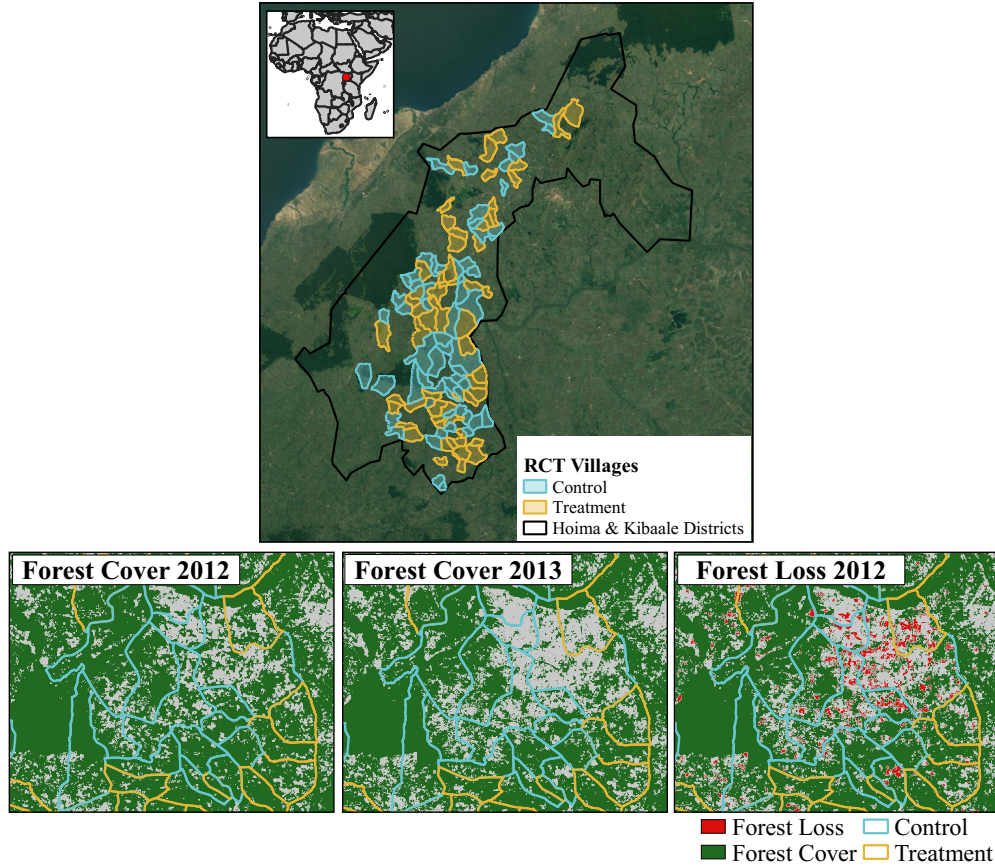 RCT Villages
Control
Treatment
Hoima & Kibaale Districts
Forest Cover 2012
Forest Cover 2013
Forest Loss 2012
Forest Loss
Control
Forest Cover
Treatment